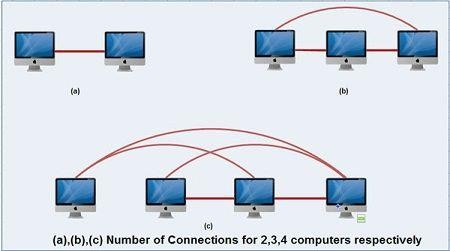 (a)
(b)
(c)
(a),(b),(c) Number of Connections for 2,3,4 computers respectively